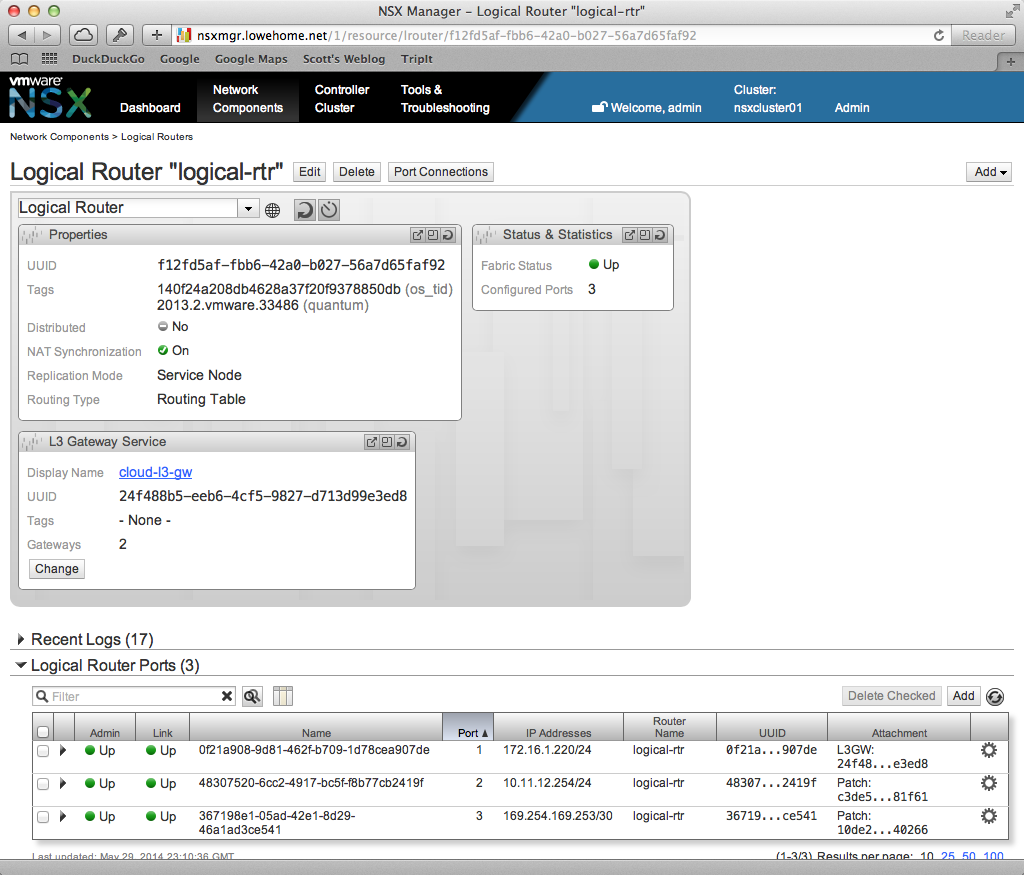 NSX Manager – Logical Router "logical-rtr"
nsxmgr.lowehome.net/1/resource/lrouter/f12fd5af-fbb6-42a0-b027-56a7d65faf92
Reader
DuckDuckGo Google Google Maps Scott's Weblog TripIt
vmware
NSX
Dashboard
Network
Components
Controller
Cluster
Tools &
Troubleshooting
Welcome, admin
Cluster:
nsxcluster01
Admin
Network Components > Logical Routers
Logical Router "logical-rtr" Edit Delete Port Connections Add
Logical Router
Properties
UUID f12fd5af-fbb6-42a0-b027-56a7d65faf92
Tags 140f24a208db4628a37f20f9378850db (os_tid)
2013.2.vmware.33486 (quantum)
Distributed No
NAT Synchronization On
Replication Mode Service Node
Routing Type Routing Table
Status & Statistics
Fabric Status Up
Configured Ports 3
L3 Gateway Service
Display Name cloud-l3-gw
UUID 24f488b5-eeb6-4cf5-9827-d713d99e3ed8
Tags - None -
Gateways 2
Change
Recent Logs (17)
Logical Router Ports (3)
Filter Delete Checked Add
Admin Link Name Port IP Addresses Router Name UUID Attachment
Up Up 0f21a908-9d81-462f-b709-1d78cea907de 1 172.16.1.220/24 logical-rtr 0f21a...907de L3GW:
24f48...e3ed8
Up Up 48307520-6cc2-4917-bc5f-f8b77cb2419f 2 10.11.12.254/24 logical-rtr 48307...2419f Patch:
c3de5...81f61
Up Up 367198e1-05ad-42e1-8d29- 3 169.254.169.253/30 logical-rtr 36719...ce541 Patch:
46a1ad3ce541 10de2...40266
Last updated: May 29, 2014 23:10:36 GMT (1-3/3) Results per page: 10 25 50 100